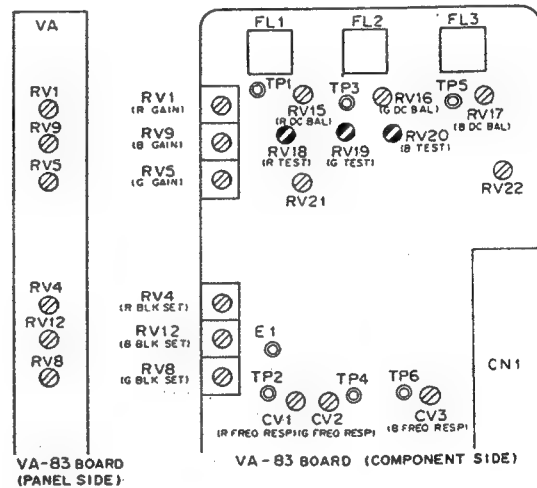 VA
RV1
RV9
RV5
RV4
RV12
RV8
VA-83 BOARD
(PANEL SIDE)
RV1
(R GAIN)
RV9
(B GAIN)
RV5
(G GAIN)
RV4
(R BLK SET)
RV12
(B BLK SET)
RV8
(G BLK SET)
FL1
FL2
FL3
TP1
RV15
(R DC BAL)
TP3
RV16
(G DC BAL)
TP5
RV17
(B DC BAL)
RV18
(R TEST)
RV19
(G TEST)
RV20
(B TEST)
RV21
RV22
E1
CN1
TP2
CV1
(R FREQ RESP)
CV2
(G FREQ RESP)
TP4
TP6
CV3
(B FREQ RESP)
VA-83 BOARD (COMPONENT SIDE)